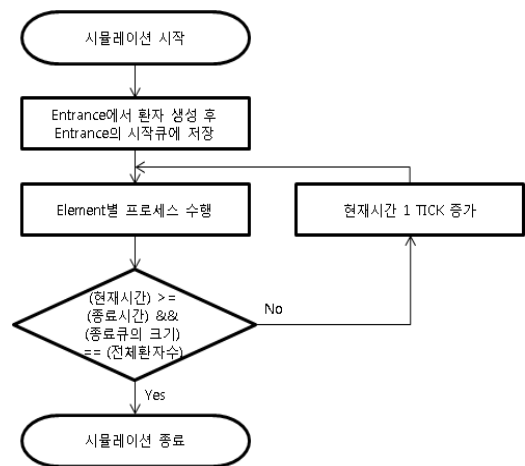 시뮬레이션 시작
Entrance에서 환자 생성 후
Entrance의 시작큐에 저장
Element별 프로세스 수행
현재시간 1 TICK 증가
(현재시간) >=
(종료시간) &&
(종료큐의 크기)
== (전체환자수)
No
Yes
시뮬레이션 종료